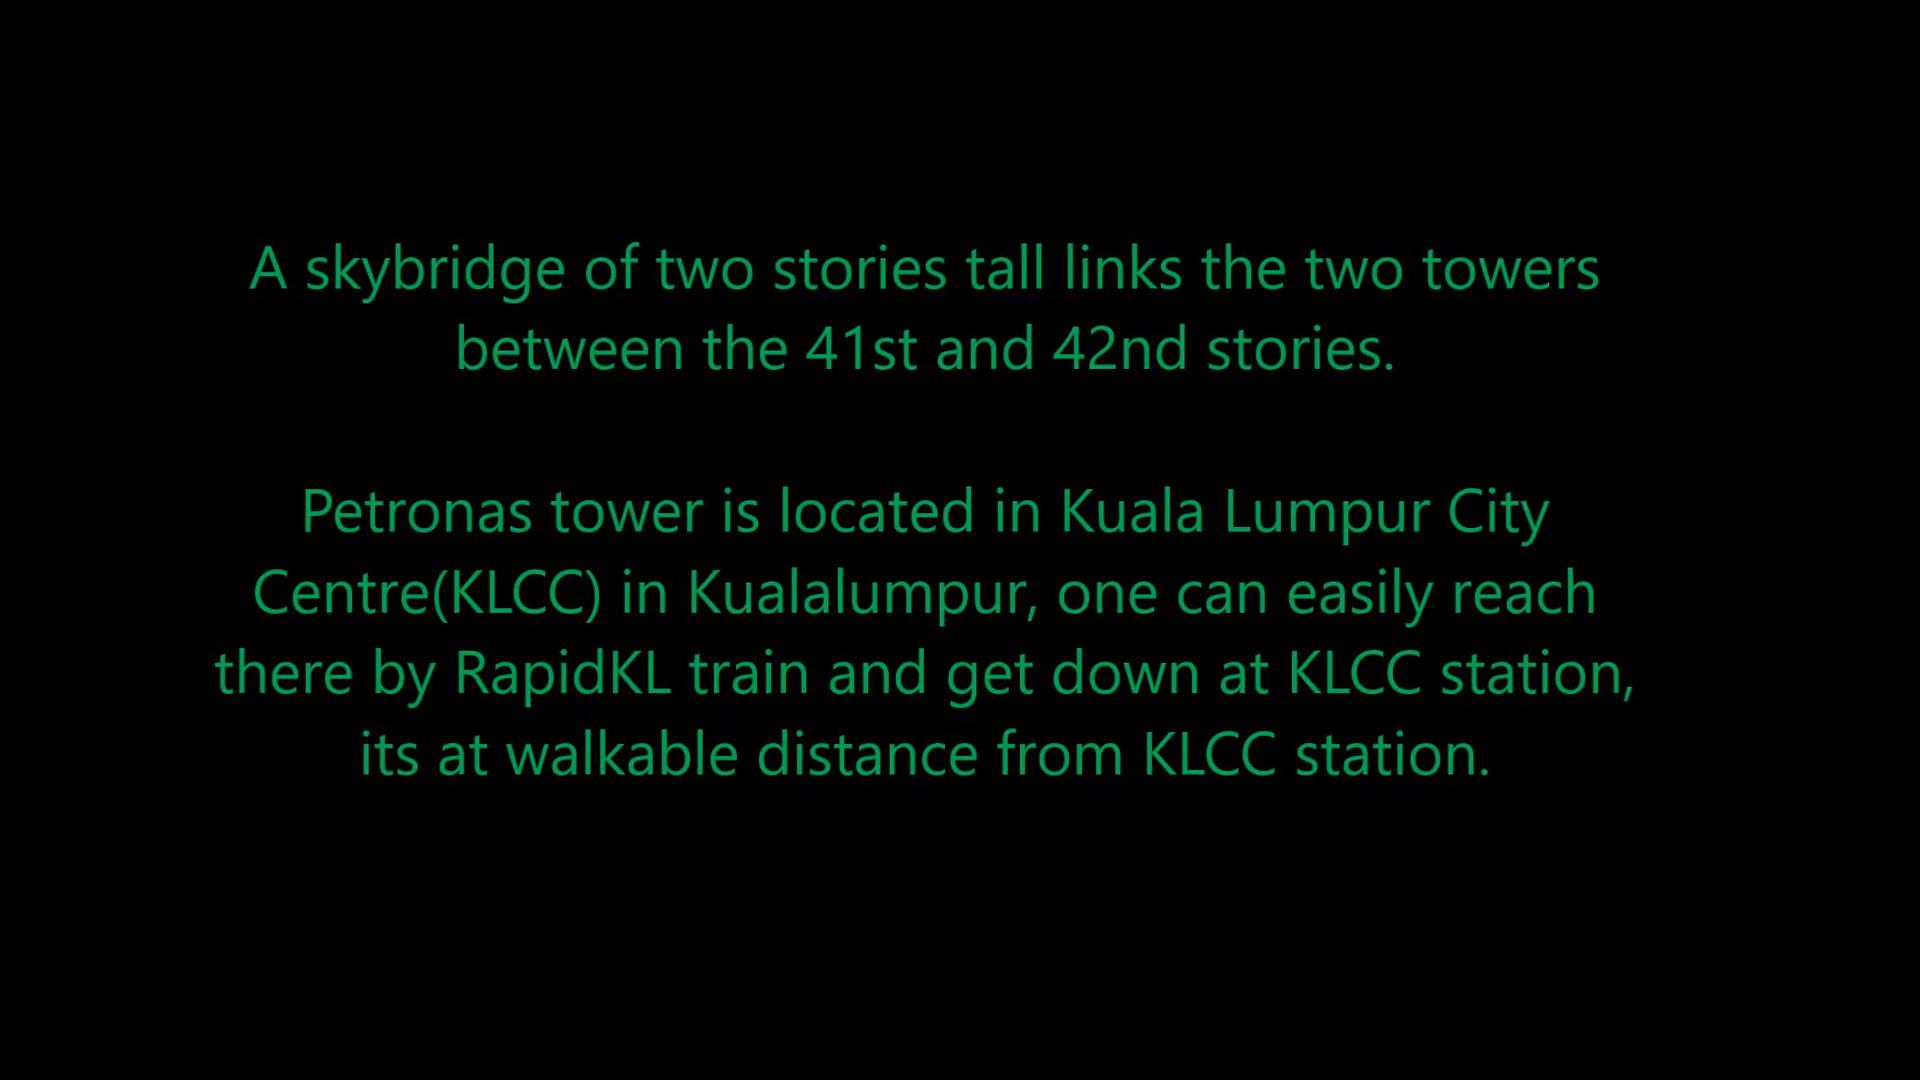 A skybridge of two stories tall links the two towers
between the 41st and 42nd stories.
Petronas tower is located in Kuala Lumpur City
Centre(KLCC) in Kualalumpur, one can easily reach
there by RapidKL train and get down at KLCC station,
its at walkable distance from KLCC station.